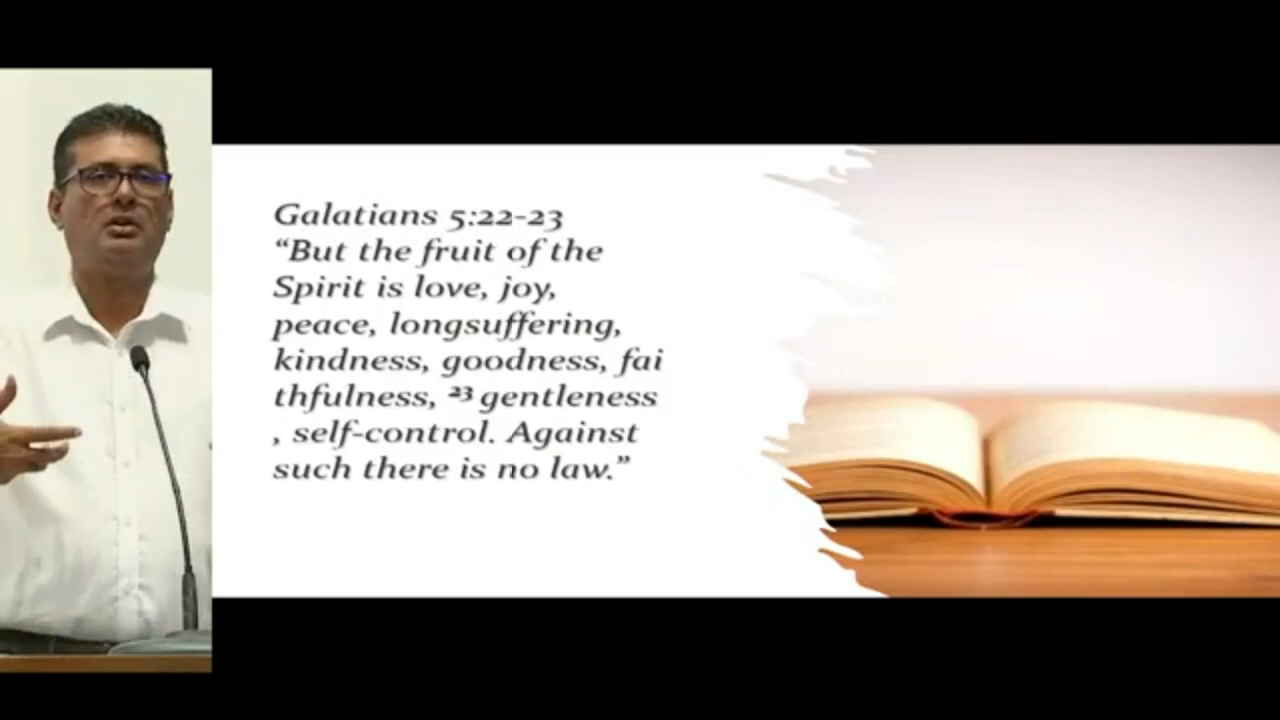 Galatians 5:22-23
“But the fruit of the
Spirit is love, joy,
peace, longsuffering,
kindness, goodness, fai
thfulness, 23 gentleness
, self-control. Against
such there is no law.”